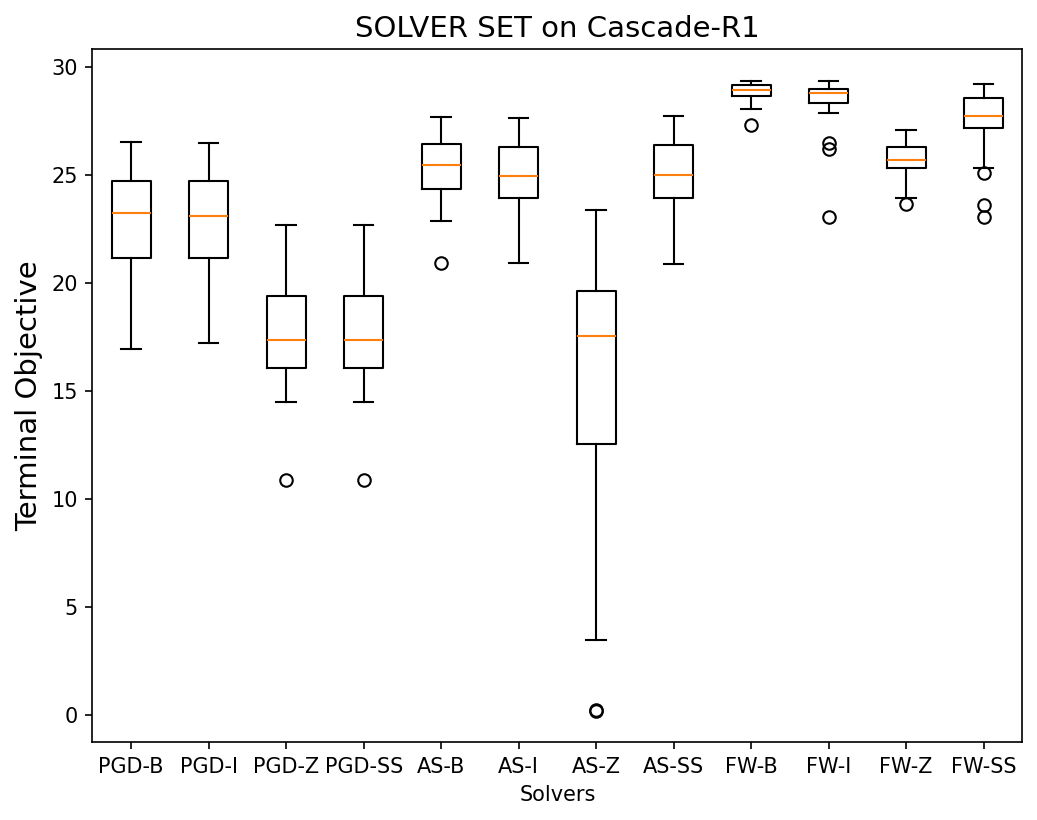 SOLVER SET on Cascade-R1
Terminal Objective
30
25
20
15
10
5
0
PGD-B PGD-I PGD-Z PGD-SS AS-B AS-I AS-Z AS-SS FW-B FW-I FW-Z FW-SS
Solvers